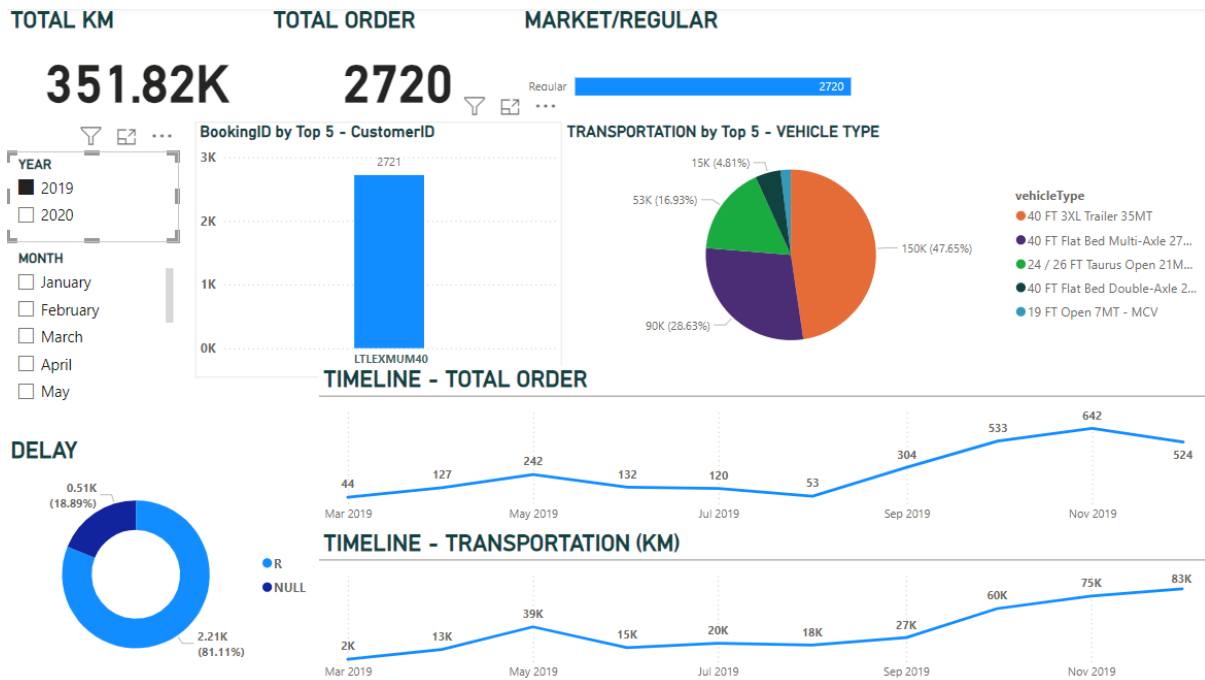 TOTAL KM
TOTAL ORDER
MARKET/REGULAR
351.82K
2720
Regular
2720
YEAR
2019
2020
MONTH
January
February
March
April
May
BookingID by Top 5 - CustomerID
3K
2K
1K
0K
2721
LTLEXMUM40
TRANSPORTATION by Top 5 - VEHICLE TYPE
15K (4.81%)
53K (16.93%)
150K (47.65%)
90K (28.63%)
vehicleType
40 FT 3XL Trailer 35MT
40 FT Flat Bed Multi-Axle 27...
24 / 26 FT Taurus Open 21M...
40 FT Flat Bed Double-Axle 2...
19 FT Open 7MT - MCV
DELAY
0.51K
(18.89%)
2.21K
(81.11%)
R
NULL
TIMELINE - TOTAL ORDER
44
127
242
132
120
53
304
533
642
524
Mar 2019
May 2019
Jul 2019
Sep 2019
Nov 2019
TIMELINE - TRANSPORTATION (KM)
2K
13K
39K
15K
20K
18K
27K
60K
75K
83K
Mar 2019
May 2019
Jul 2019
Sep 2019
Nov 2019